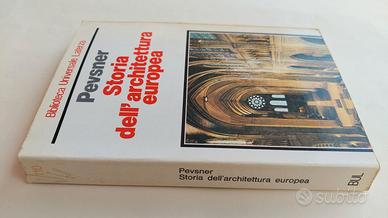 Biblioteca Universale Laterza
Pevsner
Storia
dell'architettura
europea
Pevsner
Storia dell'architettura europea
BUL
subito